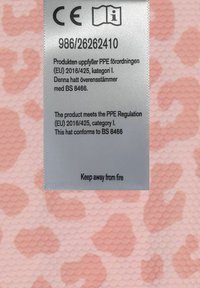 CE
986/26262410
Produkten uppfyller PPE förordningen
(EU) 2016/425, kategori I.
Denna hatt överensstämmer
med BS 8466.
The product meets the PPE Regulation
(EU) 2016/425, category I.
This hat conforms to BS 8466
Keep away from fire